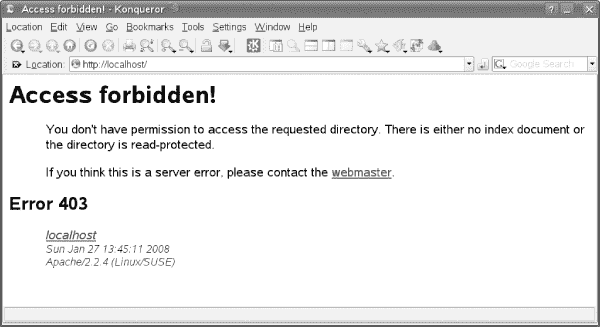 Access forbidden! - Konqueror
Location Edit View Go Bookmarks Tools Settings Window Help
Location: http://localhost/ Google Search
Access forbidden!
You don't have permission to access the requested directory. There is either no index document or
the directory is read-protected.
If you think this is a server error, please contact the webmaster.
Error 403
localhost
Sun Jan 27 13:45:11 2008
Apache/2.2.4 (Linux/SUSE)